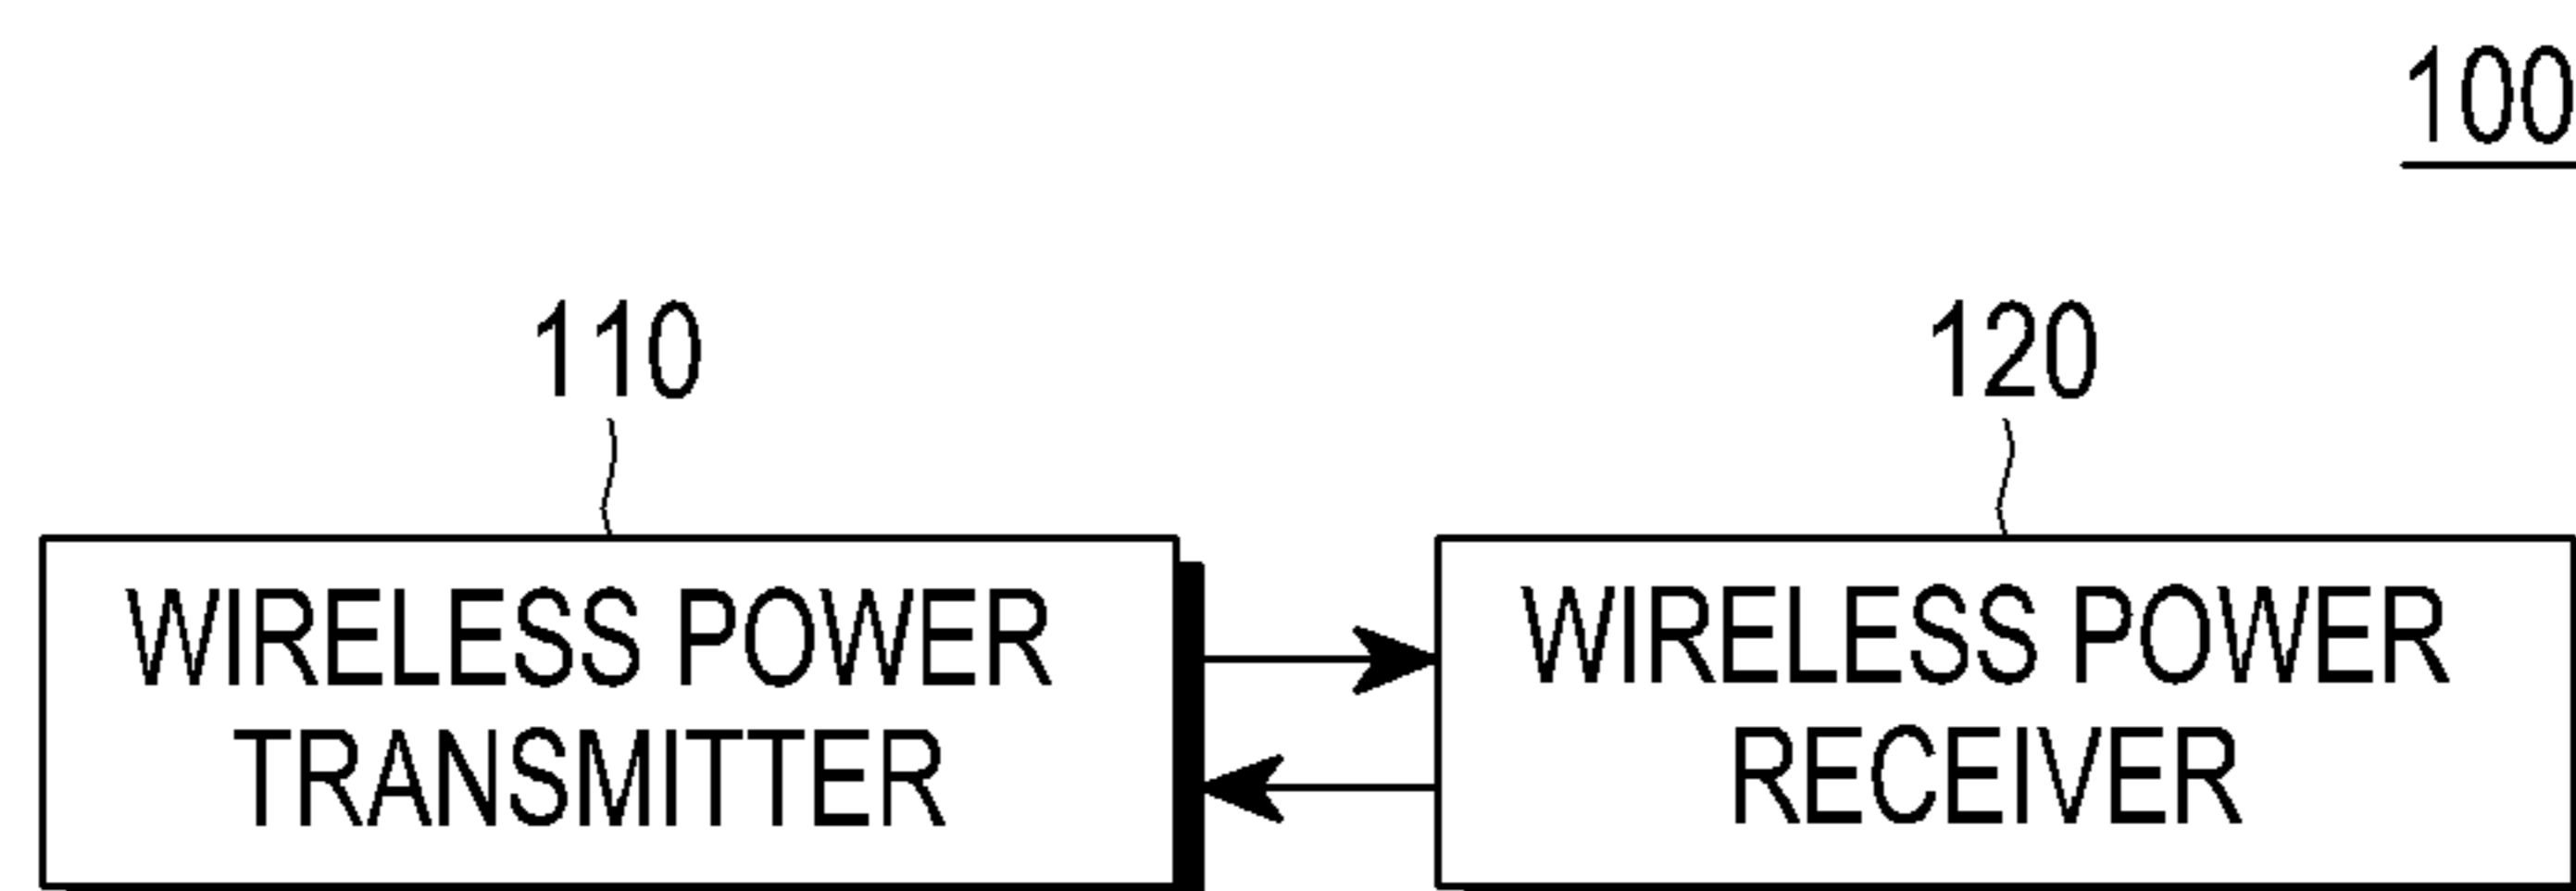 100
110
120
WIRELESS POWER
TRANSMITTER
WIRELESS POWER
RECEIVER